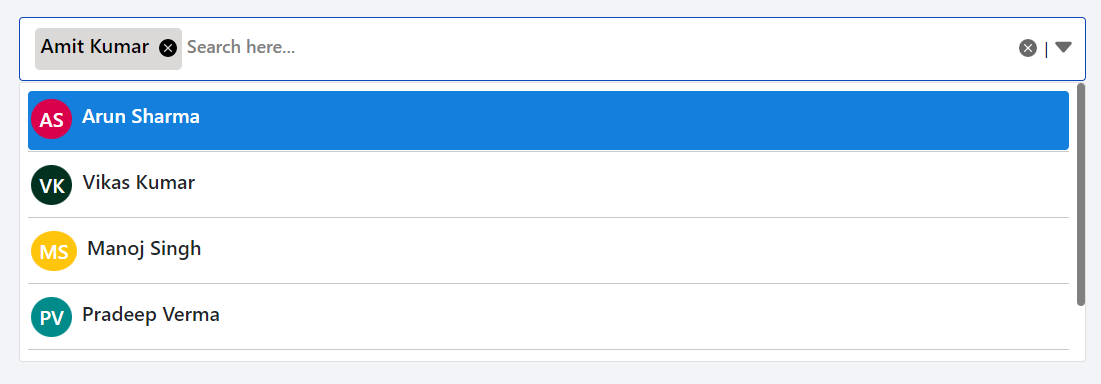 Amit Kumar Search here...
AS Arun Sharma
VK Vikas Kumar
MS Manoj Singh
PV Pradeep Verma